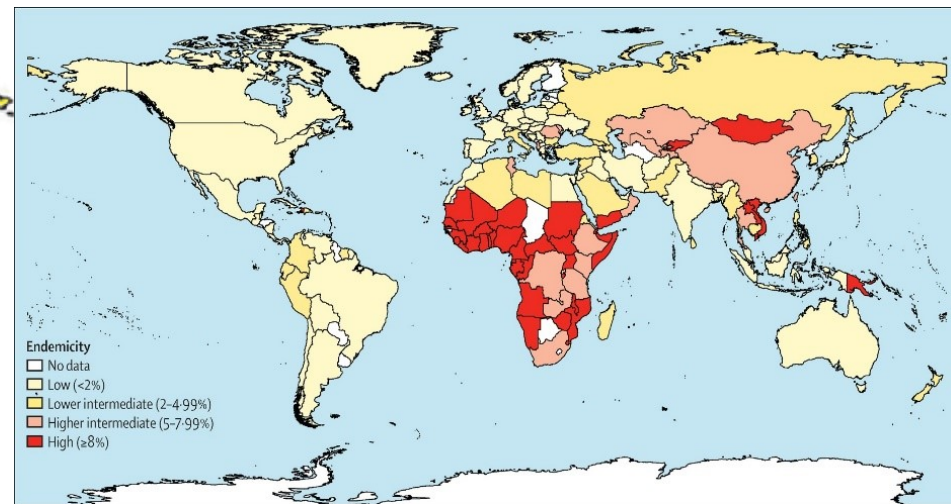 Endemicity
No data
Low (<2%)
Lower intermediate (2–4·99%)
Higher intermediate (5–7·99%)
High (≥8%)